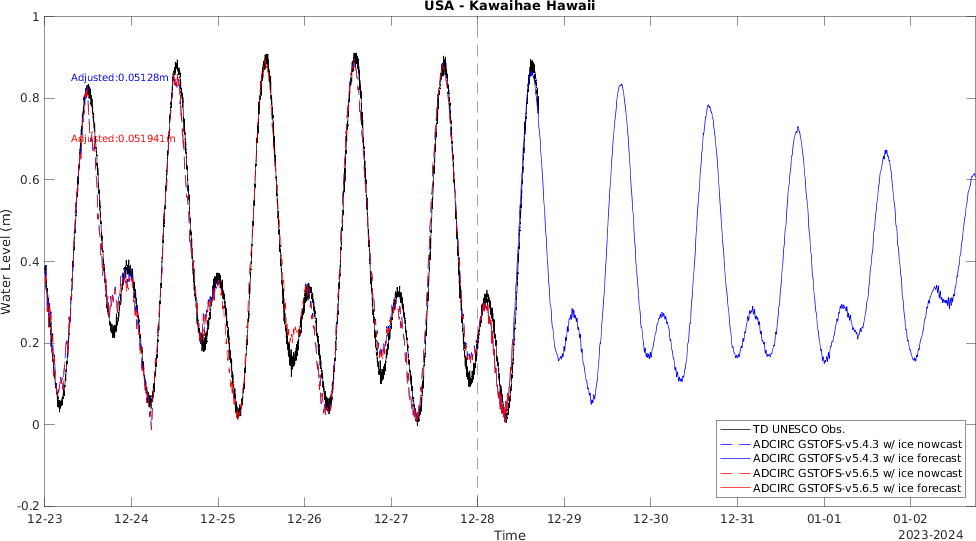 USA - Kawaihae Hawaii
1
0.8
0.6
0.4
0.2
0
-0.2
Water Level (m)
Adjusted:0.05128m
Adjusted:0.051941m
TD UNESCO Obs.
ADCIRC GSTOFS-v5.4.3 w/ ice nowcast
ADCIRC GSTOFS-v5.4.3 w/ ice forecast
ADCIRC GSTOFS-v5.6.5 w/ ice nowcast
ADCIRC GSTOFS-v5.6.5 w/ ice forecast
12-23 12-24 12-25 12-26 12-27 12-28 12-29 12-30 12-31 01-01 01-02
Time
2023-2024